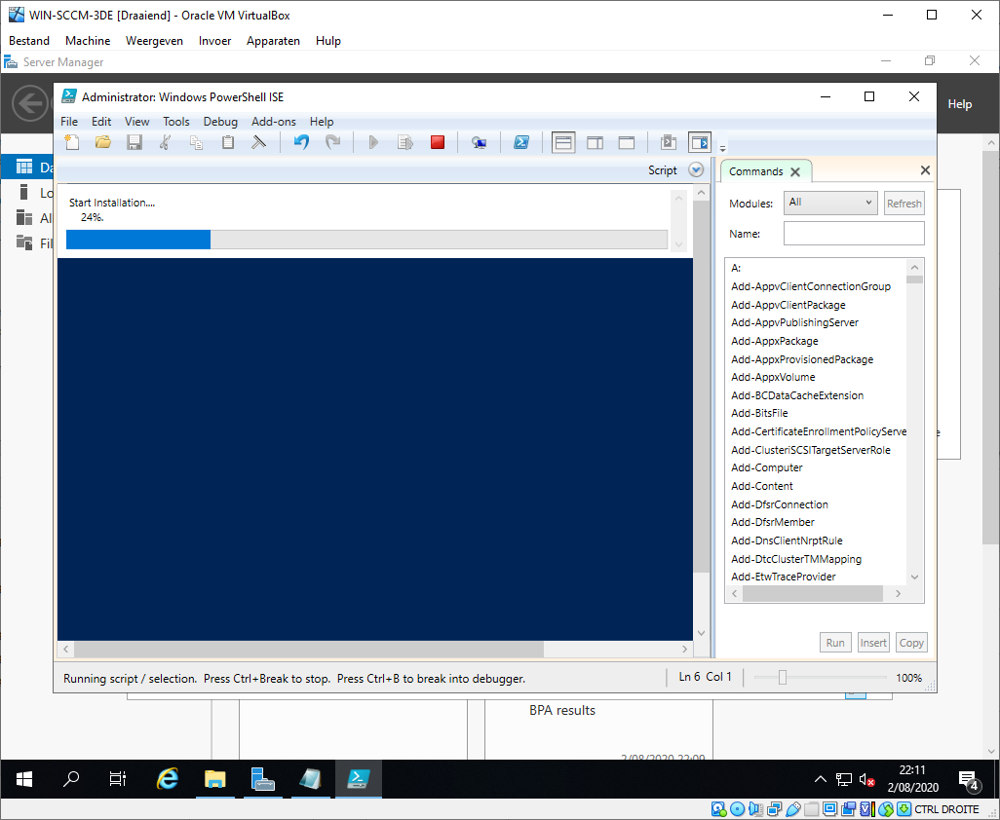 WIN-SCCM-3DE [Draaiend] - Oracle VM VirtualBox
Bestand Machine Weergeven Invoer Apparaten Hulp
Server Manager
Administrator: Windows PowerShell ISE
Help
File Edit View Tools Debug Add-ons Help
Script
Commands
Start Installation....
24%.
Modules: All Refresh
Name:
Da
Lo
Al
Fil
A:
Add-AppvClientConnectionGroup
Add-AppvClientPackage
Add-AppvPublishingServer
Add-AppxPackage
Add-AppxProvisionedPackage
Add-AppxVolume
Add-BCDataCacheExtension
Add-BitsFile
Add-CertificateEnrollmentPolicyServe
e
Add-ClusteriSCSITargetServerRole
Add-Computer
Add-Content
Add-DfsrConnection
Add-DfsrMember
Add-DnsClientNrptRule
Add-DtcClusterTMMapping
Add-EtwTraceProvider
Run Insert Copy
Running script / selection. Press Ctrl+Break to stop. Press Ctrl+B to break into debugger.
Ln 6 Col 1
100%
BPA results
2/08/2020 22:09
22:11
2/08/2020
4
CTRL DROITE